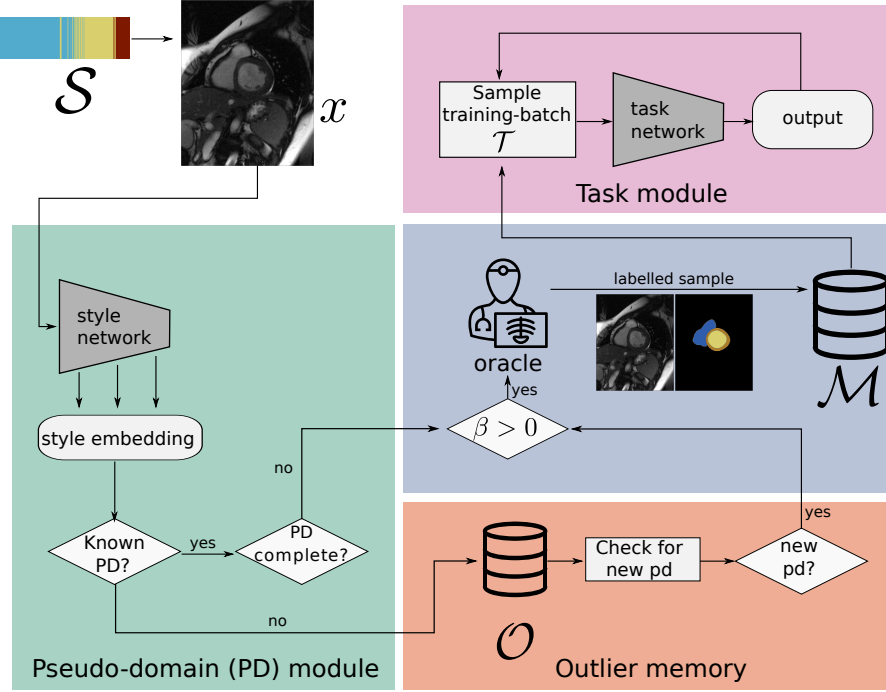 𝒮
x
Sample
training-batch
𝒯
task
network
output
Task module
style
network
style embedding
Known
PD?
yes
no
PD
complete?
no
Pseudo-domain (PD) module
oracle
labelled sample
ℳ
yes
β > 0
yes
𝒪
Check for
new pd
new
pd?
Outlier memory